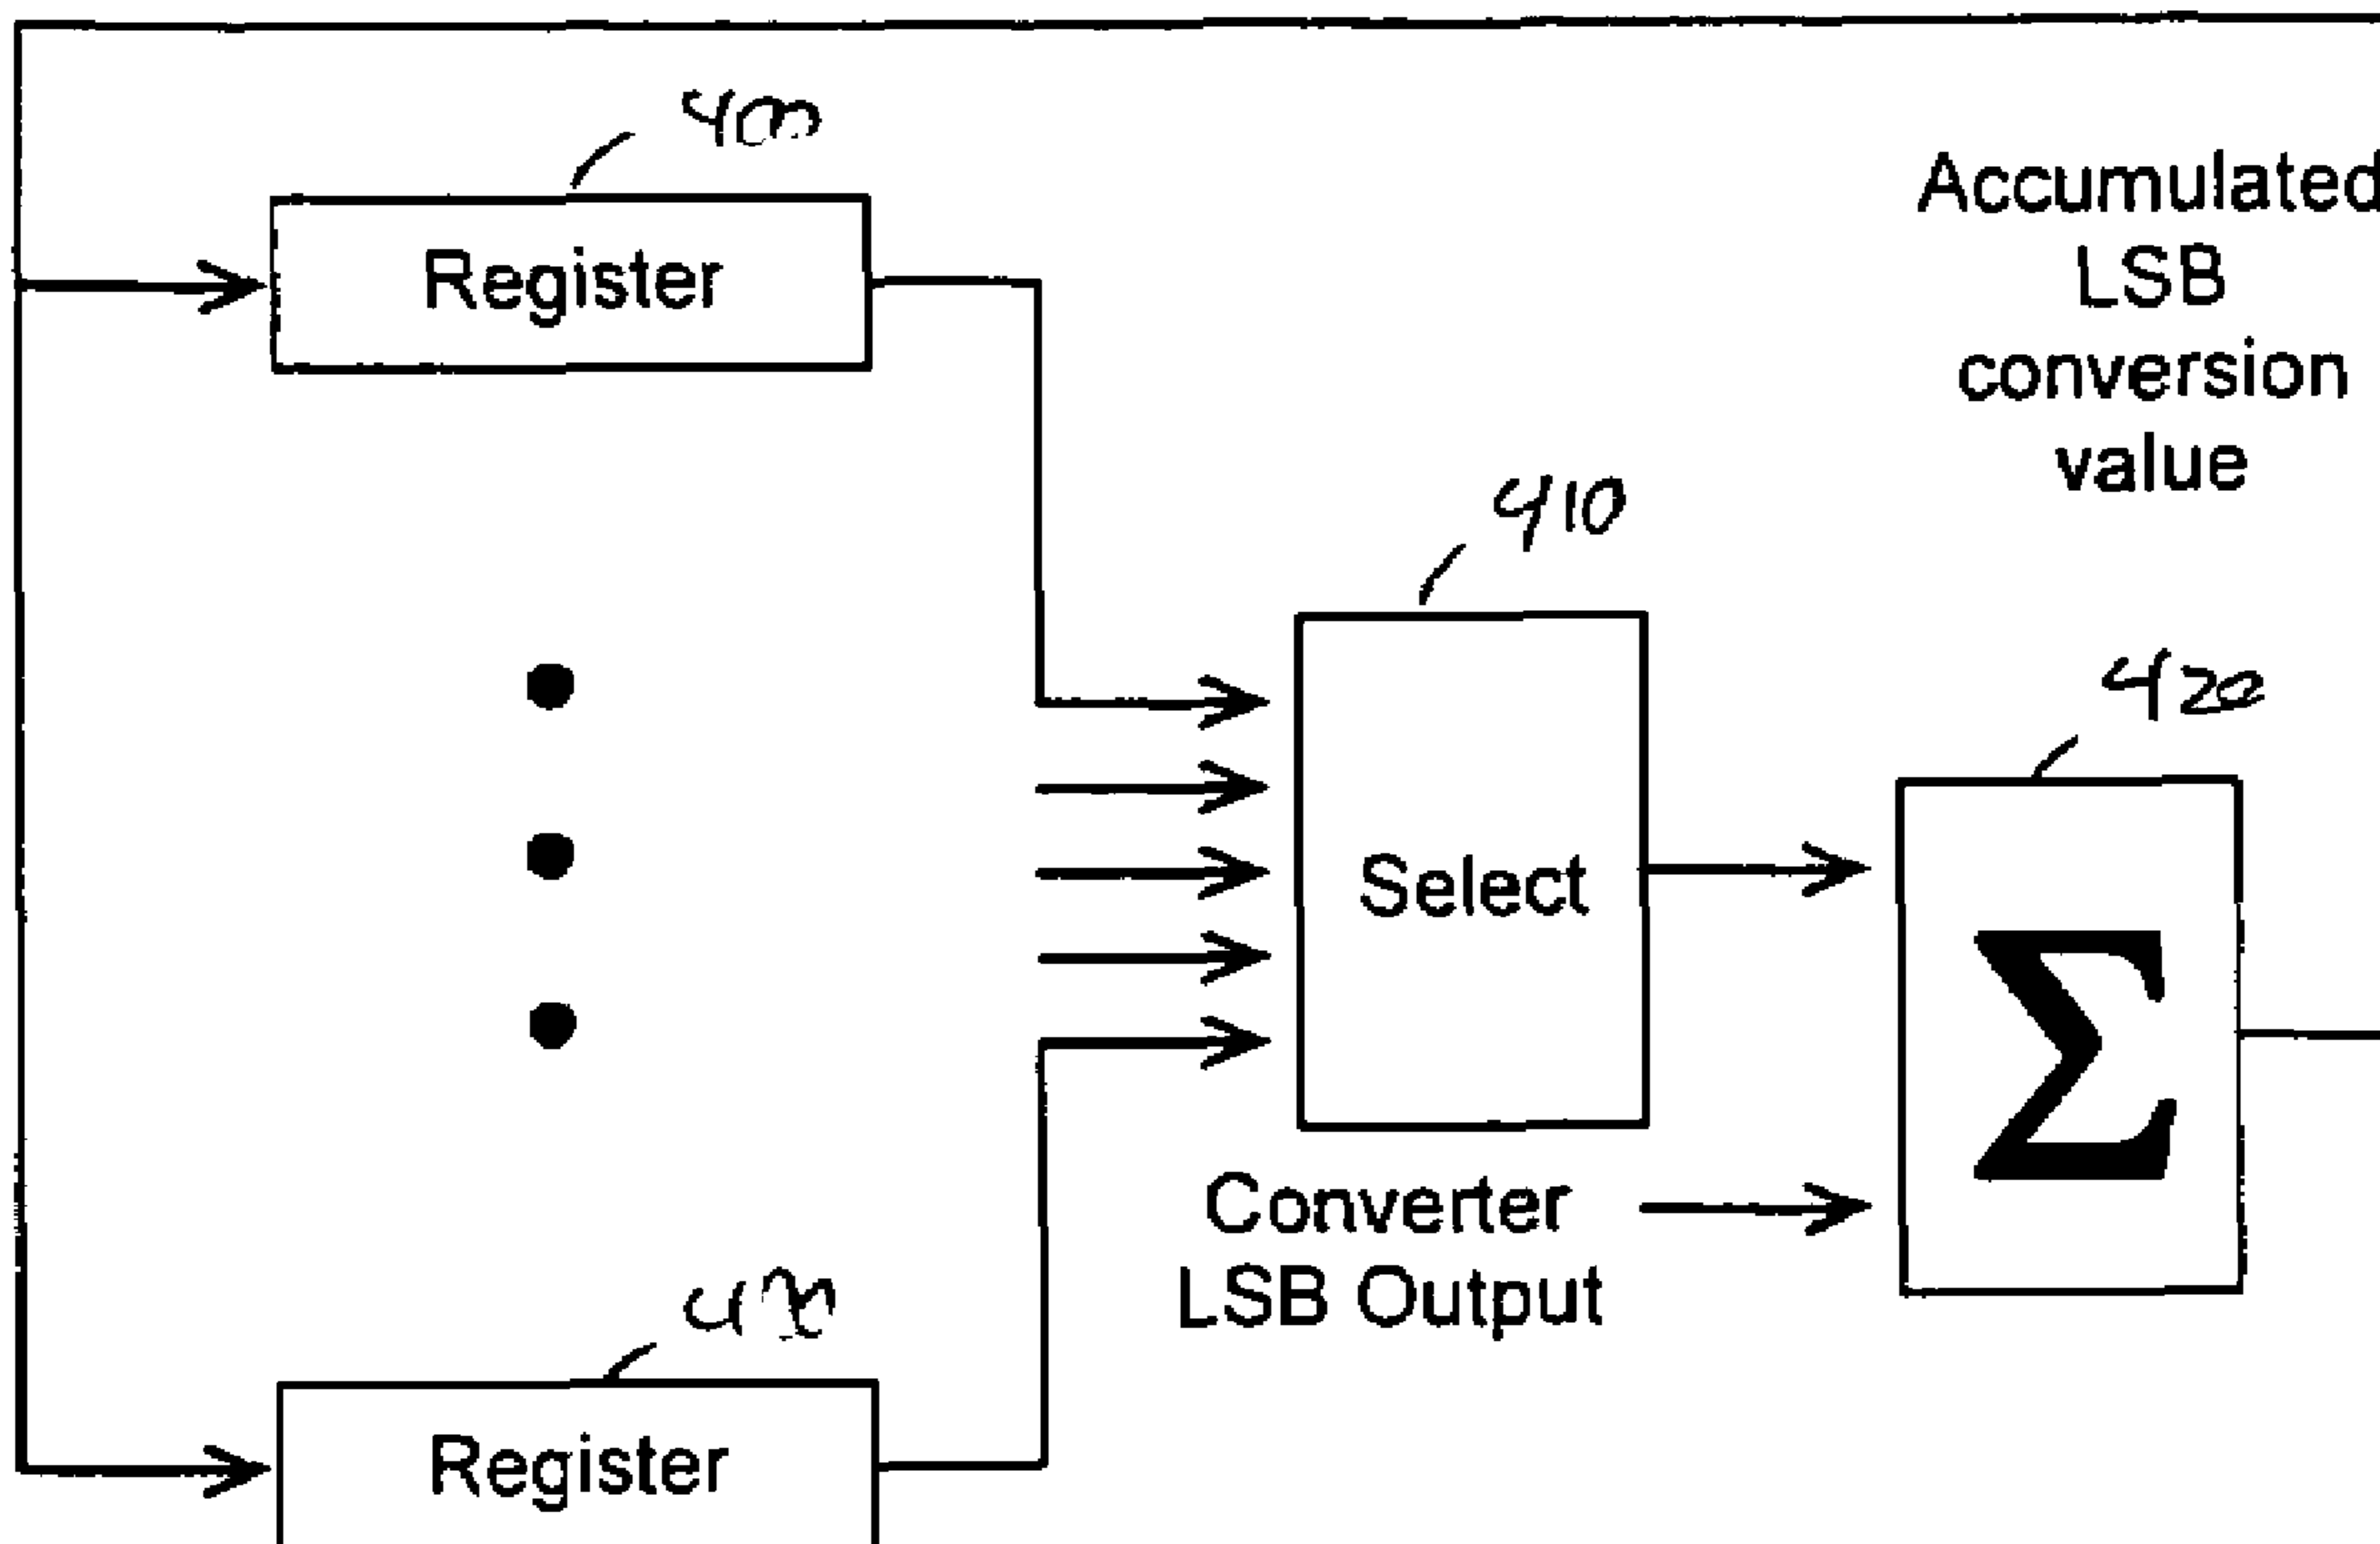 400
Register
Accumulated
LSB
conversion
value
410
Select
420
Σ
Converter
LSB Output
Register